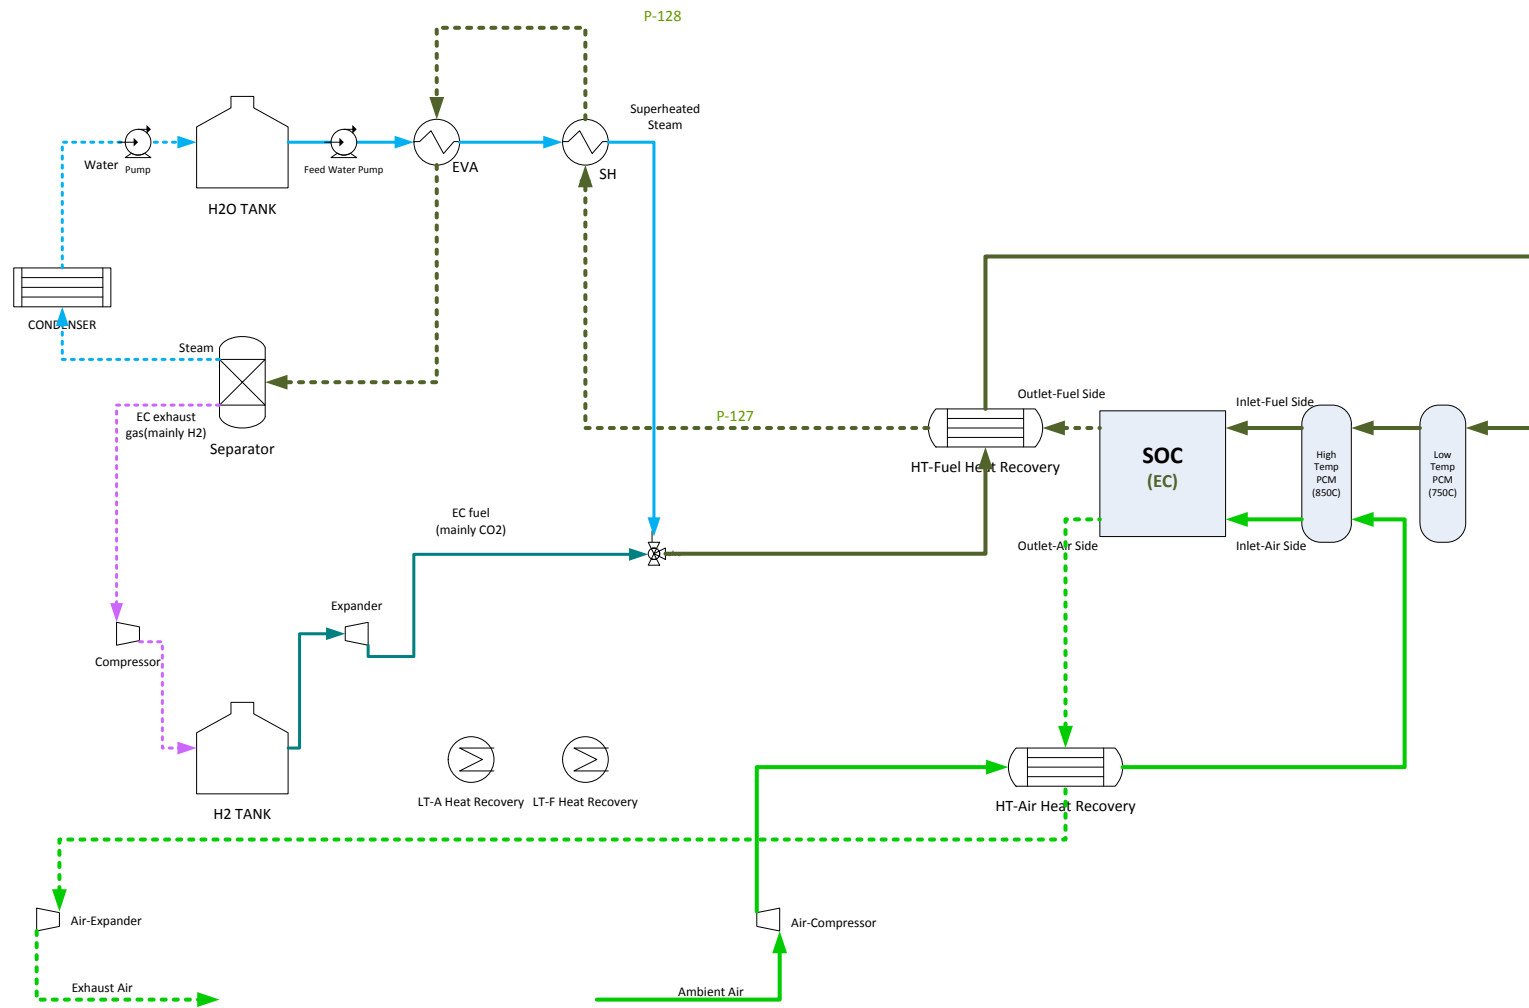 P-128
Superheated
Steam
Water
Pump
Feed Water Pump
EVA
SH
H2O TANK
CONDENSER
Steam
EC exhaust
gas(mainly H2)
Separator
P-127
Outlet-Fuel Side
Inlet-Fuel Side
HT-Fuel Heat Recovery
SOC
(EC)
High
Temp
PCM
(850C)
Low
Temp
PCM
(750C)
EC fuel
(mainly CO2)
Outlet-Air Side
Inlet-Air Side
Expander
Compressor
H2 TANK
LT-A Heat Recovery
LT-F Heat Recovery
HT-Air Heat Recovery
Air-Expander
Air-Compressor
Exhaust Air
Ambient Air